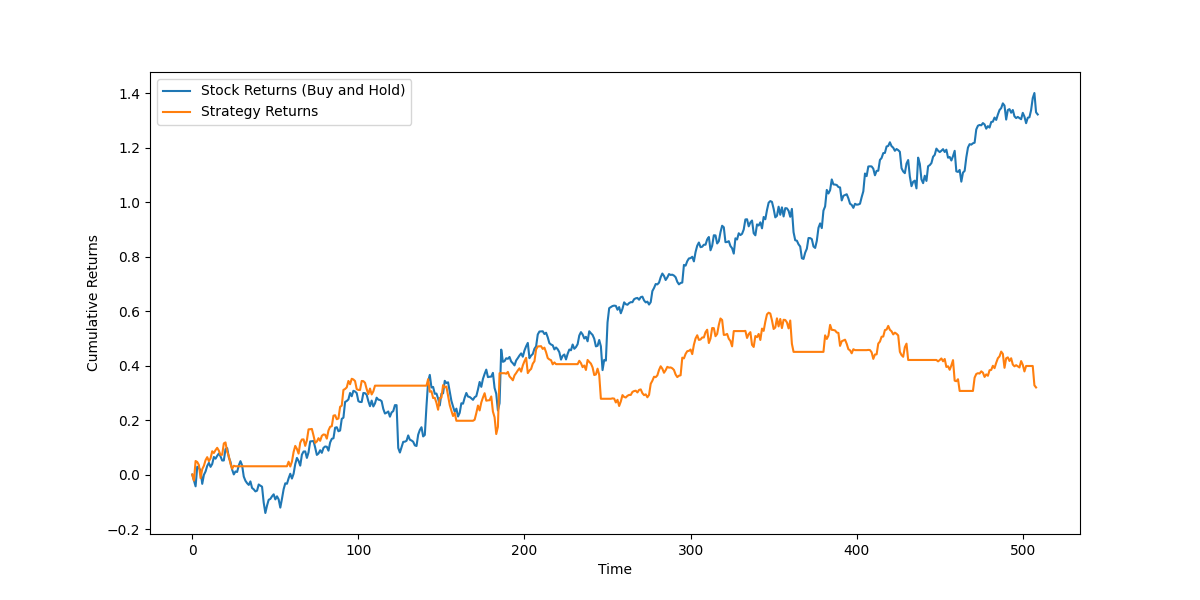 Stock Returns (Buy and Hold)
Strategy Returns
Cumulative Returns
1.4
1.2
1.0
0.8
0.6
0.4
0.2
0.0
−0.2
0 100 200 300 400 500
Time